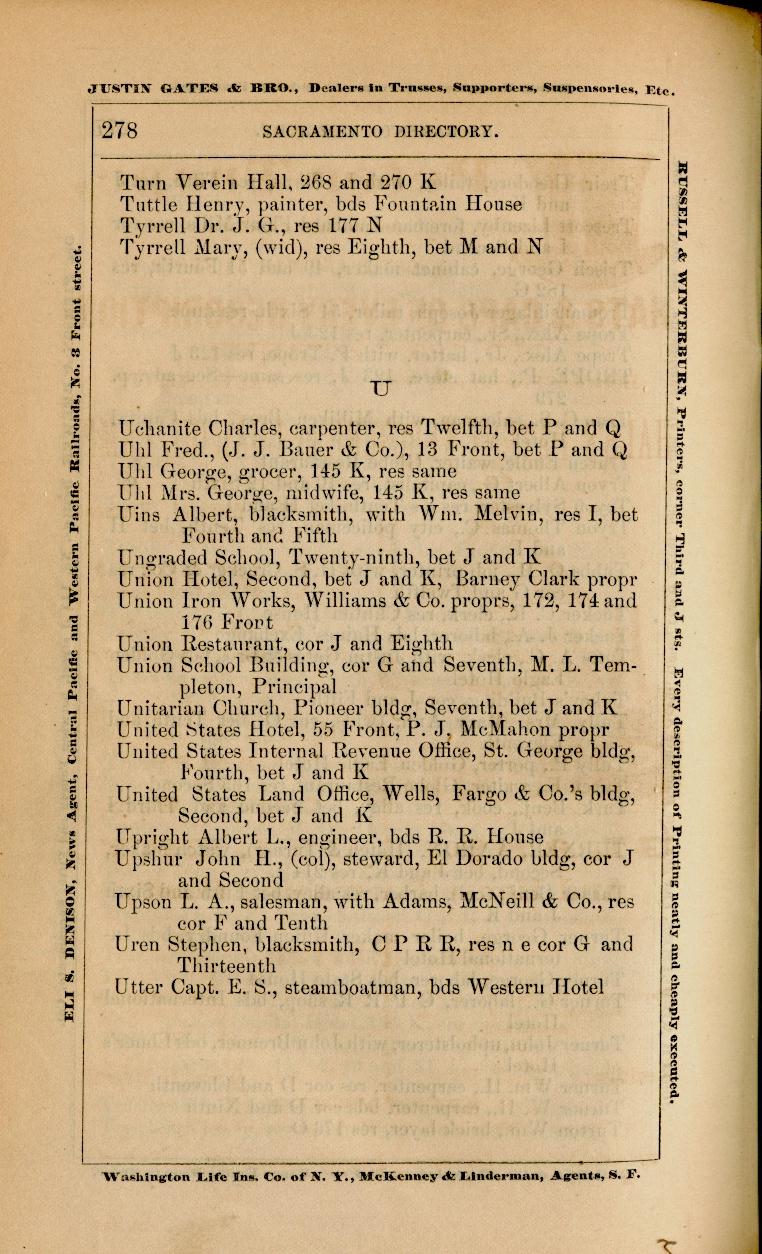 JUSTIN GATES & BRO., Dealers in Trusses, Supporters, Suspensories, Etc.
278 SACRAMENTO DIRECTORY.
Turn Verein Hall, 268 and 270 K
Tuttle Henry, painter, bds Fountain House
Tyrrell Dr. J. G., res 177 N
Tyrrell Mary, (wid), res Eighth, bet M and N
U
Uchanite Charles, carpenter, res Twelfth, bet P and Q
Uhl Fred., (J. J. Bauer & Co.), 13 Front, bet P and Q
Uhl George, grocer, 145 K, res same
Uhl Mrs. George, midwife, 145 K, res same
Uins Albert, blacksmith, with Wm. Melvin, res I, bet
Fourth and Fifth
Ungraded School, Twenty-ninth, bet J and K
Union Hotel, Second, bet J and K, Barney Clark propr
Union Iron Works, Williams & Co. proprs, 172, 174 and
176 Front
Union Restaurant, cor J and Eighth
Union School Building, cor G and Seventh, M. L. Tem-
pleton, Principal
Unitarian Church, Pioneer bldg, Seventh, bet J and K
United States Hotel, 55 Front, P. J. McMahon propr
United States Internal Revenue Office, St. George bldg,
Fourth, bet J and K
United States Land Office, Wells, Fargo & Co.'s bldg,
Second, bet J and K
Upright Albert L., engineer, bds R. R. House
Upshur John H., (col), steward, El Dorado bldg, cor J
and Second
Upson L. A., salesman, with Adams, McNeill & Co., res
cor F and Tenth
Uren Stephen, blacksmith, C P R R, res n e cor G and
Thirteenth
Utter Capt. E. S., steamboatman, bds Western Hotel
Washington Life Ins. Co. of N. Y., McKenney & Linderman, Agents, S. F.
ELI S. DENISON, News Agent, Central Pacific and Western Pacific Railroads, No. 3 Front street.
RUSSELL & WINTERBURN, Printers, corner Third and J sts. Every description of Printing neatly and cheaply executed.